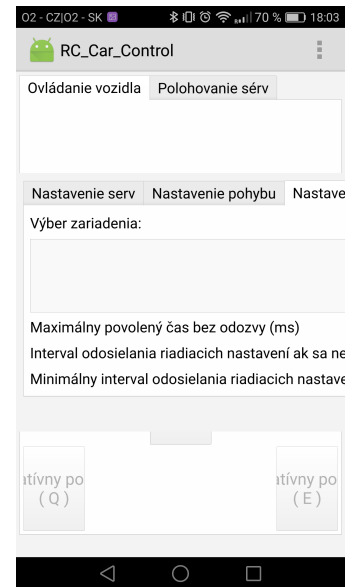 O2 - CZ|O2 - SK 70 % 18:03
RC_Car_Control
Ovládanie vozidla Polohovanie sérv
Nastavenie serv Nastavenie pohybu Nastave
Výber zariadenia:
Maximálny povolený čas bez odozvy (ms)
Interval odosielania riadiacich nastavení ak sa ne
Minimálny interval odosielania riadiacich nastave
atívny po atívny po
( Q ) ( E )